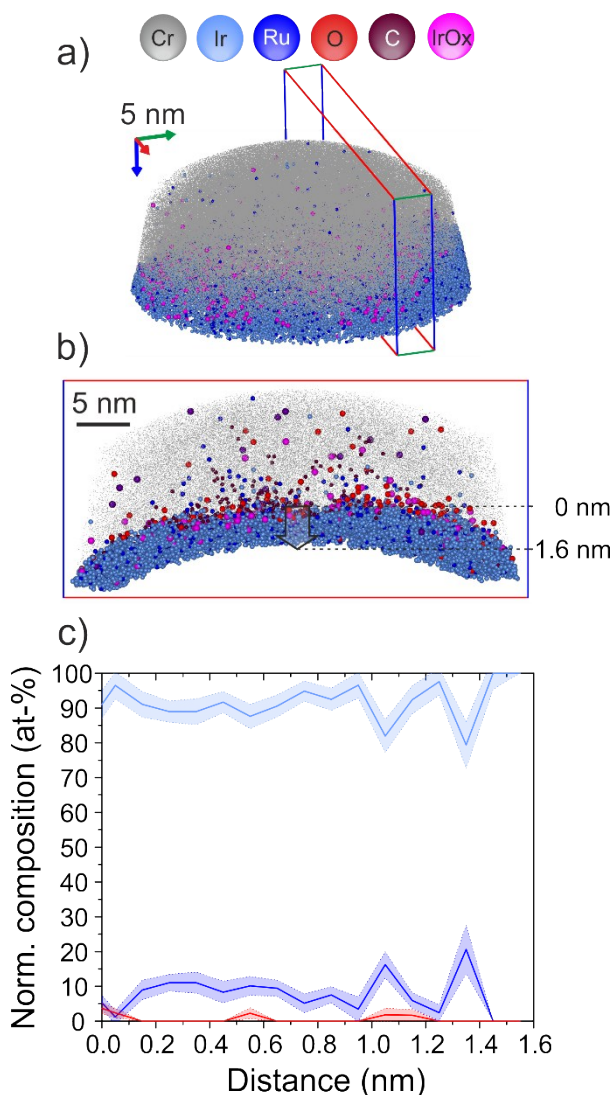 Cr Ir Ru O C IrOx
a)
5 nm
b)
5 nm
0 nm
1.6 nm
c)
Norm. composition (at-%)
100
90
80
70
60
50
40
30
20
10
0
0.0 0.2 0.4 0.6 0.8 1.0 1.2 1.4 1.6
Distance (nm)